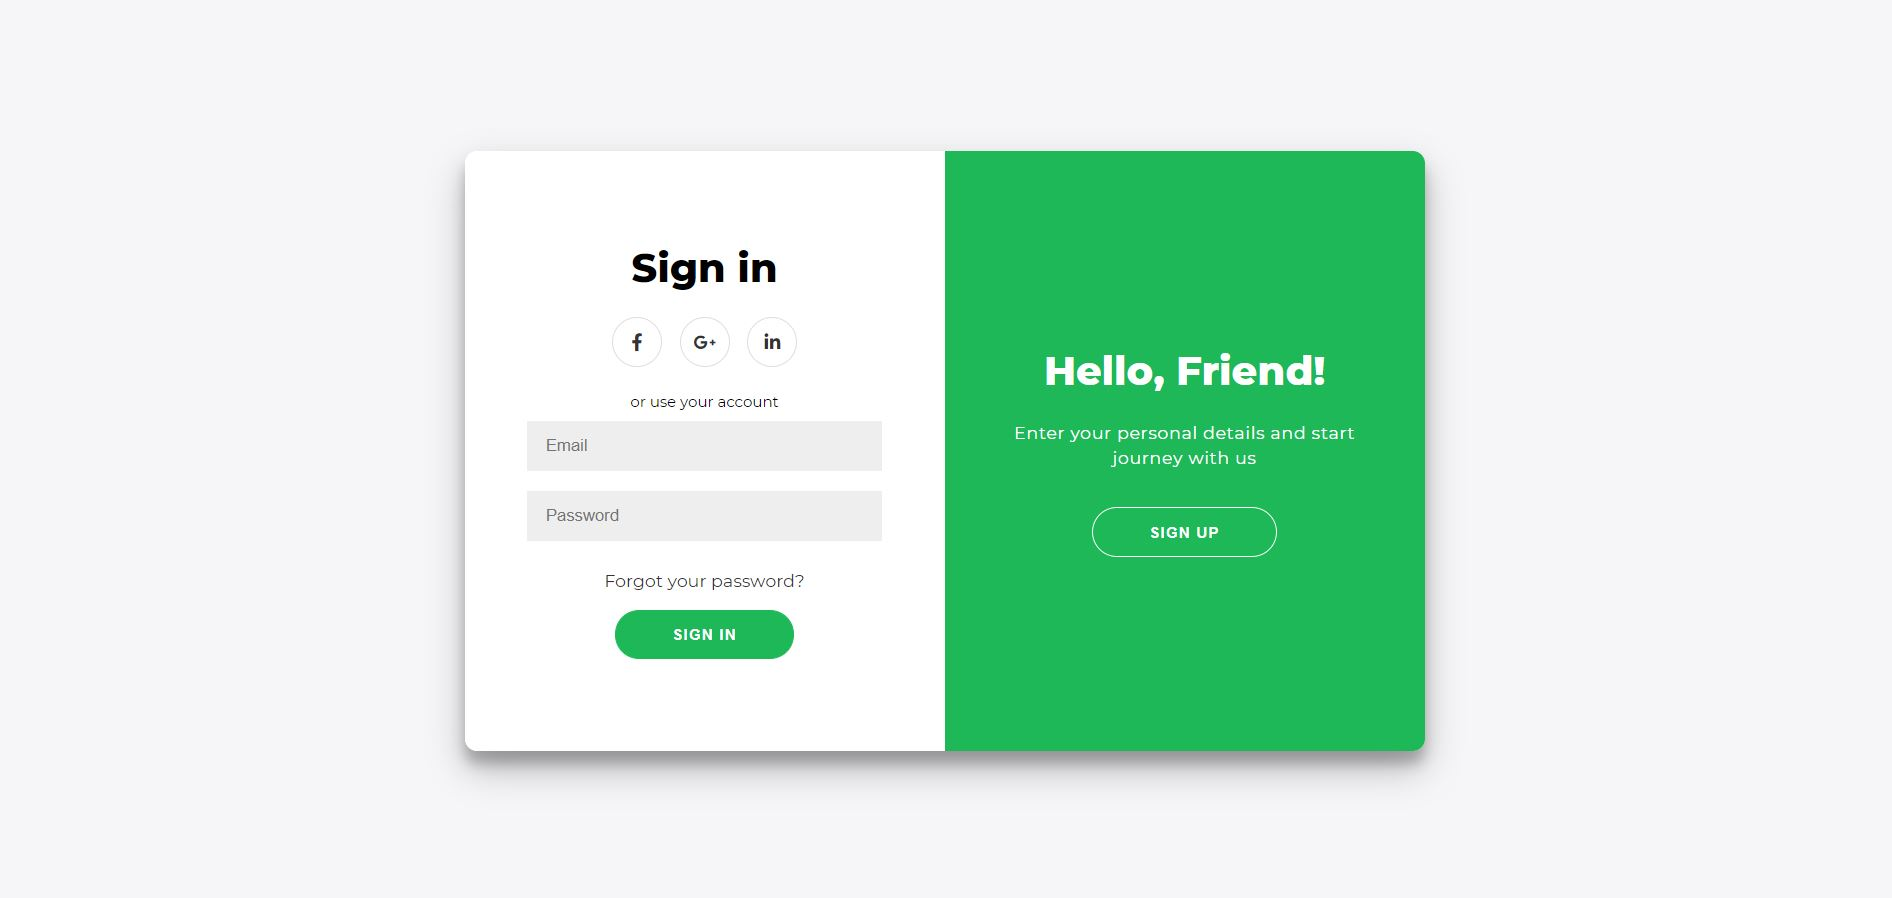 Sign in
f
G+
in
or use your account
Email
Password
Forgot your password?
SIGN IN
Hello, Friend!
Enter your personal details and start
journey with us
SIGN UP